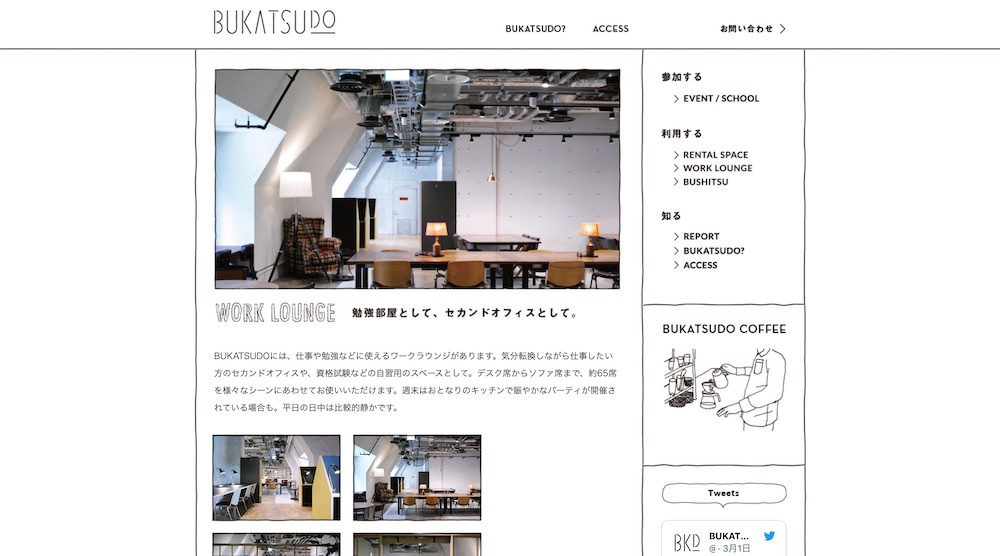 BUKATSUDO
BUKATSUDO?
ACCESS
お問い合わせ
WORK LOUNGE
勉強部屋として、セカンドオフィスとして。
BUKATSUDOには、仕事や勉強などに使えるワークラウンジがあります。気分転換しながら仕事したい
方のセカンドオフィスや、資格試験などの自習用のスペースとして。デスク席からソファ席まで、約65席
を様々なシーンにあわせてお使いいただけます。週末はおとなりのキッチンで賑やかなパーティが開催さ
れている場合も。平日の日中は比較的静かです。
参加する
EVENT / SCHOOL
利用する
RENTAL SPACE
WORK LOUNGE
BUSHITSU
知る
REPORT
BUKATSUDO?
ACCESS
BUKATSUDO COFFEE
Tweets
BKD
BUKAT...
@ · 3月1日